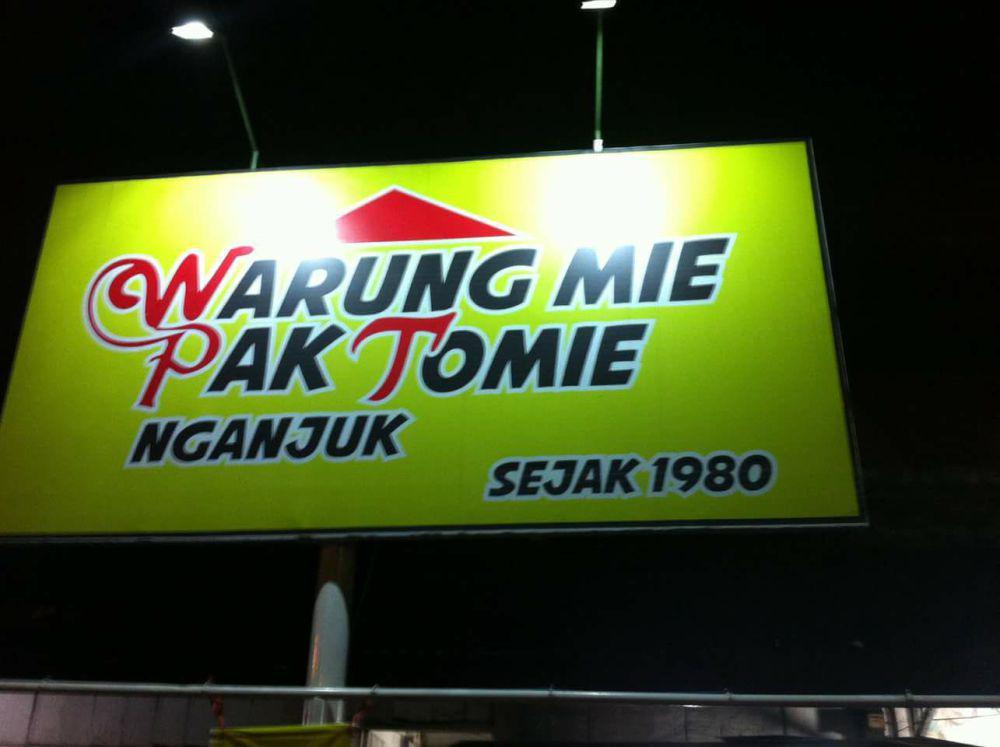 WARUNG MIE
PAK TOMIE
NGANJUK
SEJAK 1980